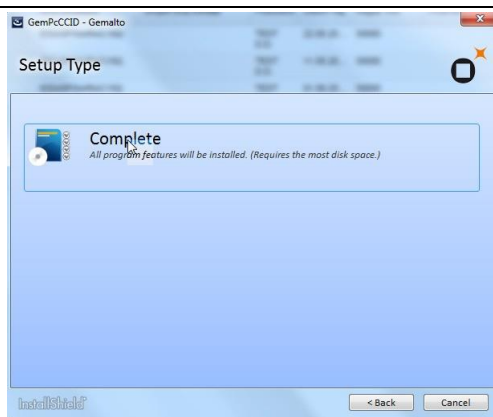 GemPcCCID - Gemalto
Setup Type
Complete
All program features will be installed. (Requires the most disk space.)
InstallShield
< Back
Cancel